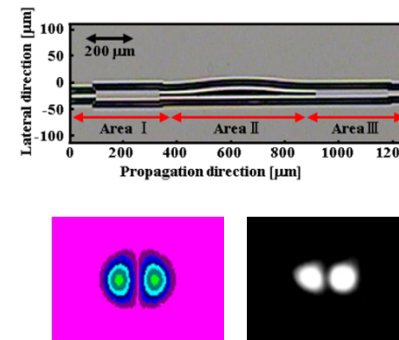 Lateral direction [μm]
100
50
0
-50
-100
200 μm
Area Ⅰ
Area Ⅱ
Area Ⅲ
0
200
400
600
800
1000
120
Propagation direction [μm]